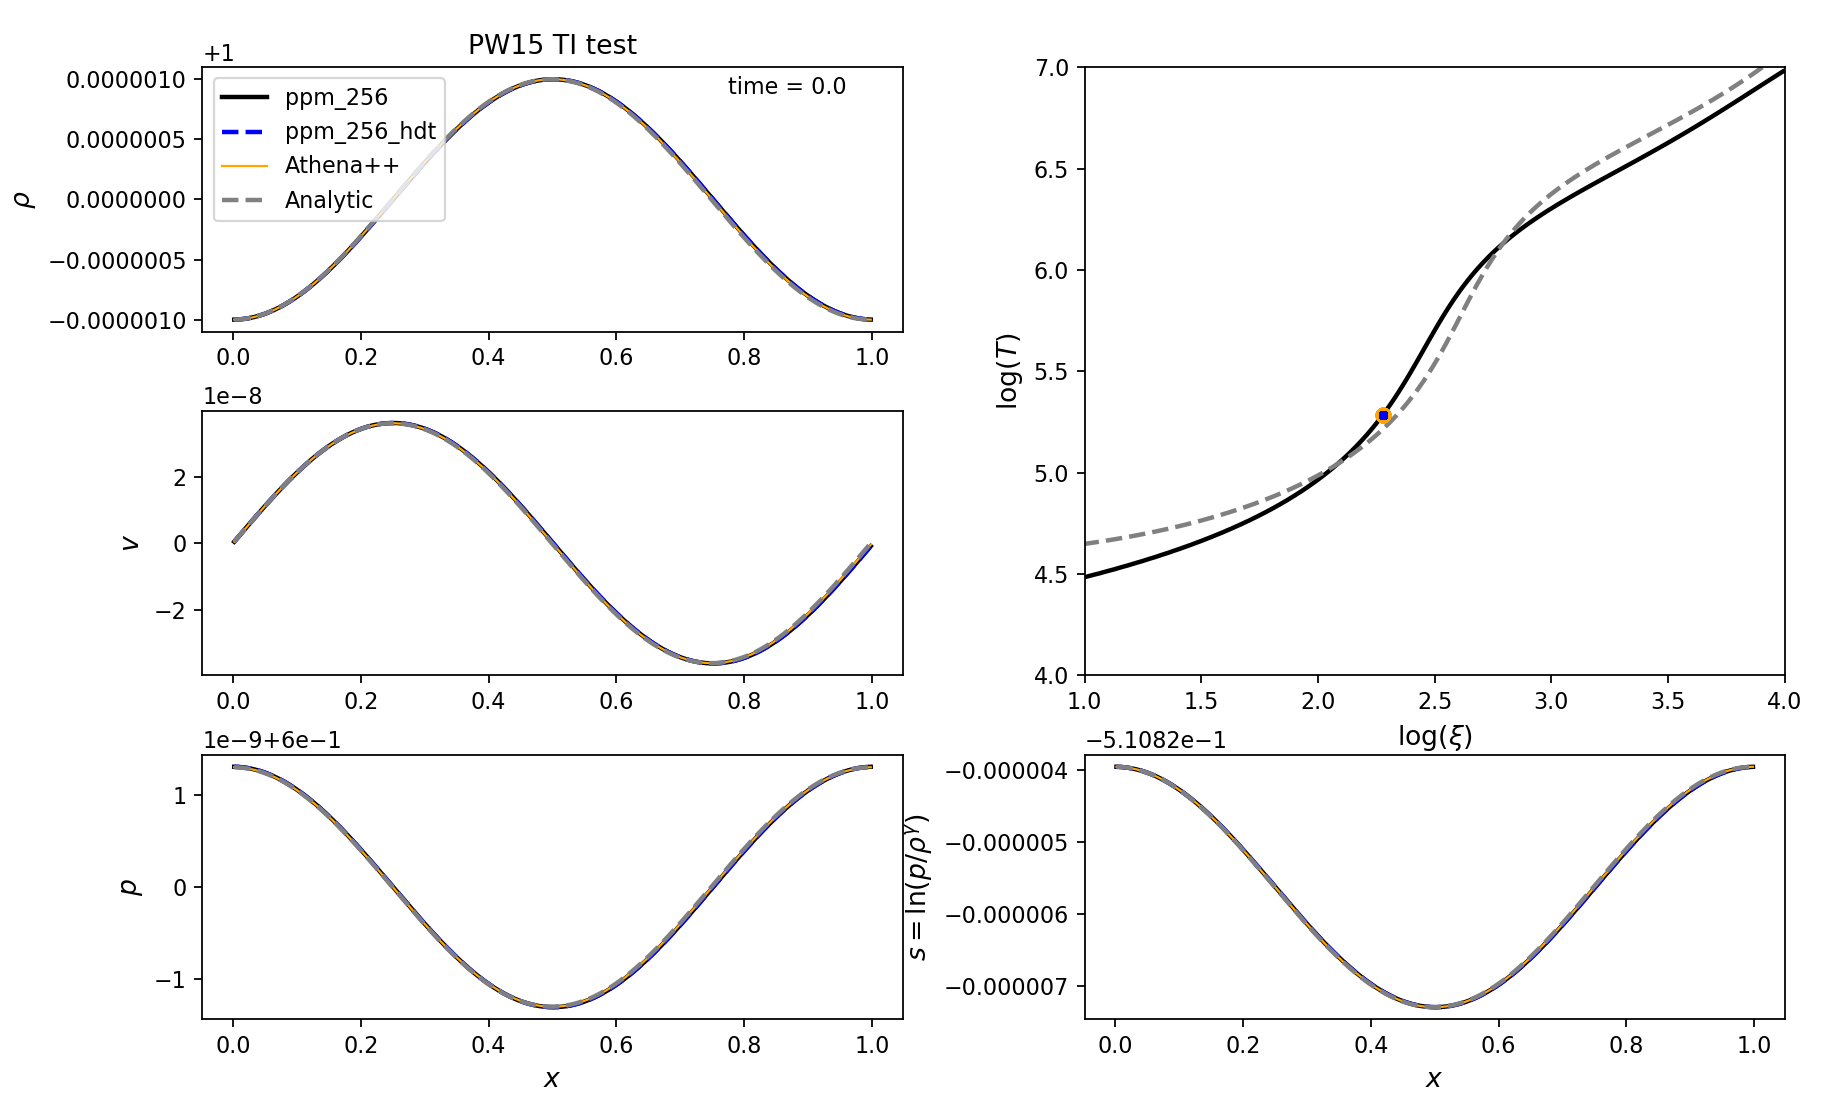 PW15 TI test
+1
time = 0.0
ppm_256
ppm_256_hdt
Athena++
Analytic
0.0000010
0.0000005
0.0000000
−0.0000005
−0.0000010
ρ
0.0 0.2 0.4 0.6 0.8 1.0
1e−8
2
0
−2
v
0.0 0.2 0.4 0.6 0.8 1.0
1e−9+6e−1
1
0
−1
p
0.0 0.2 0.4 0.6 0.8 1.0
x
7.0
6.5
6.0
5.5
5.0
4.5
4.0
log(T)
1.0 1.5 2.0 2.5 3.0 3.5 4.0
log(ξ)
−5.1082e−1
−0.000004
−0.000005
−0.000006
−0.000007
s = ln(p/ρ^γ)
0.0 0.2 0.4 0.6 0.8 1.0
x